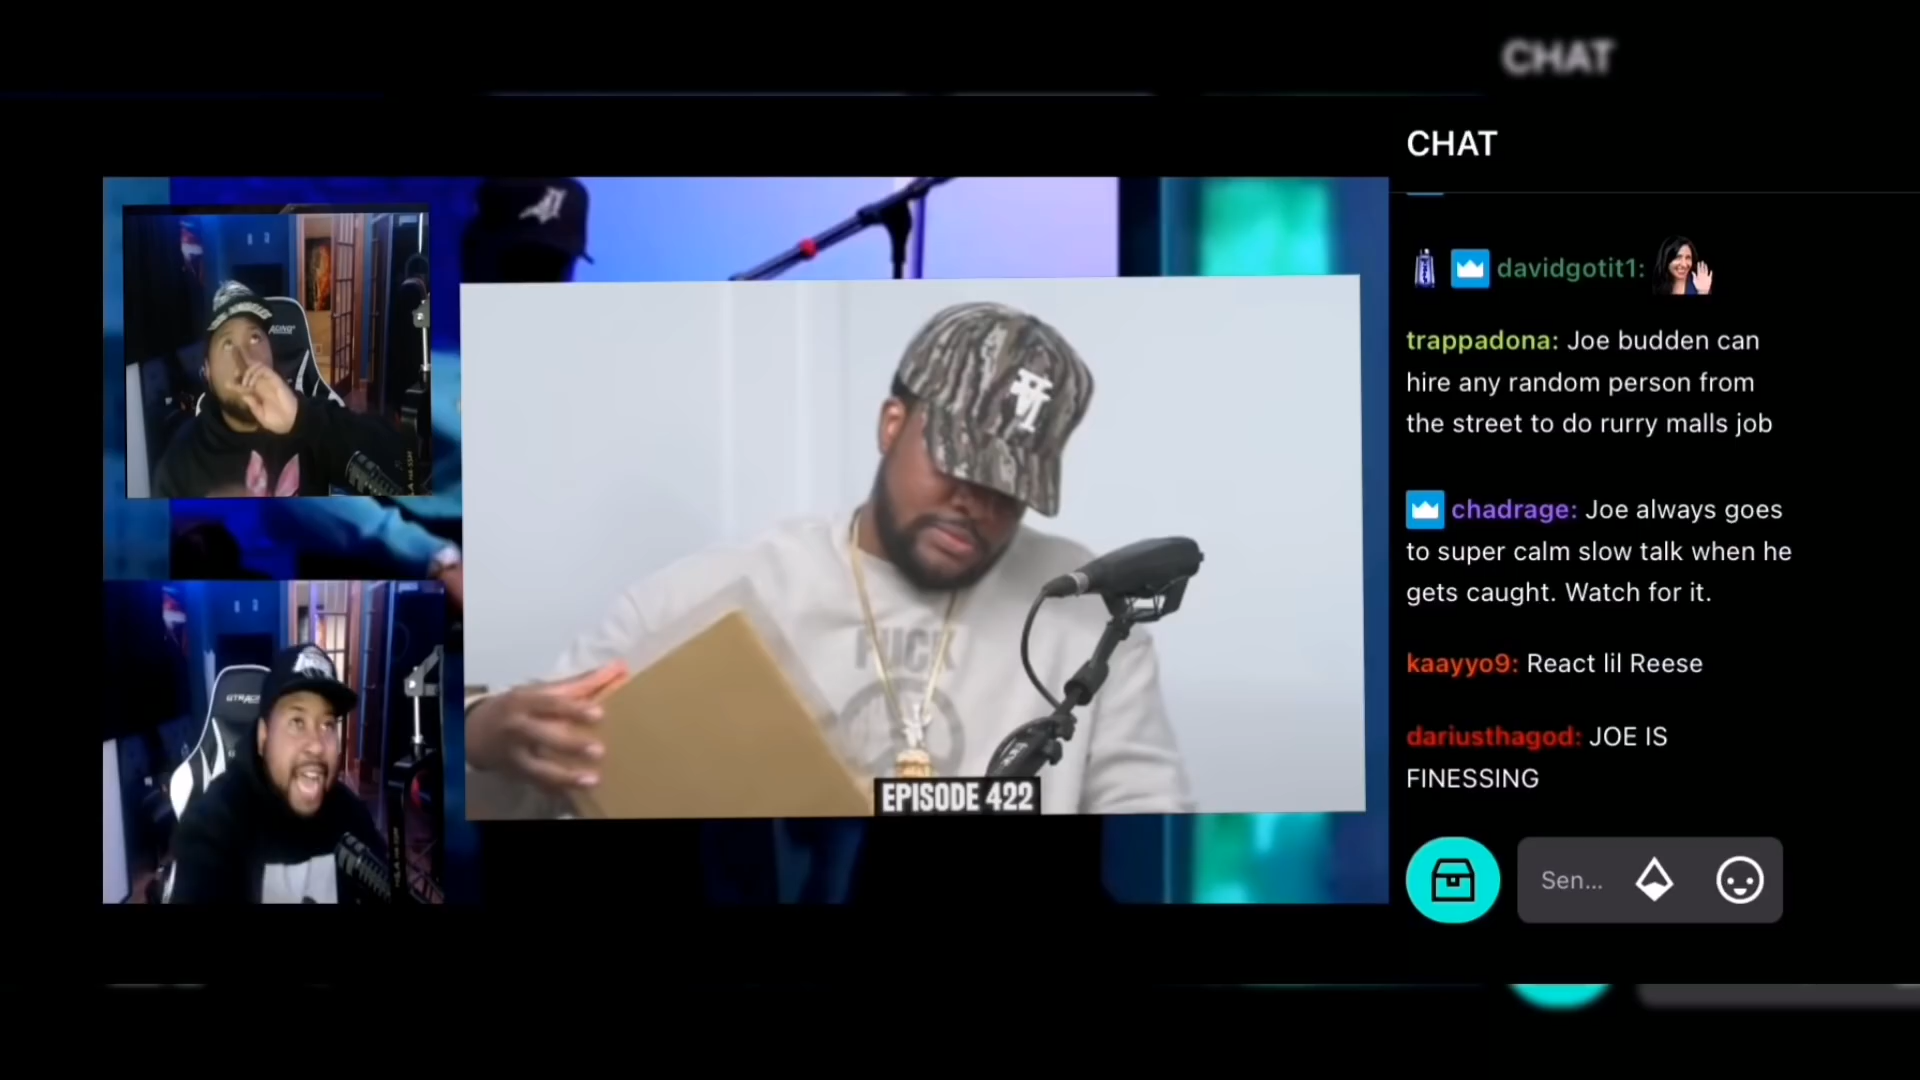 CHAT
CHAT
davidgotit1:
trappadona: Joe budden can
hire any random person from
the street to do rurry malls job
chadrage: Joe always goes
to super calm slow talk when he
gets caught. Watch for it.
kaayyo9: React lil Reese
dariusthagod: JOE IS
FINESSING
Sen...
FUCK
EPISODE 422